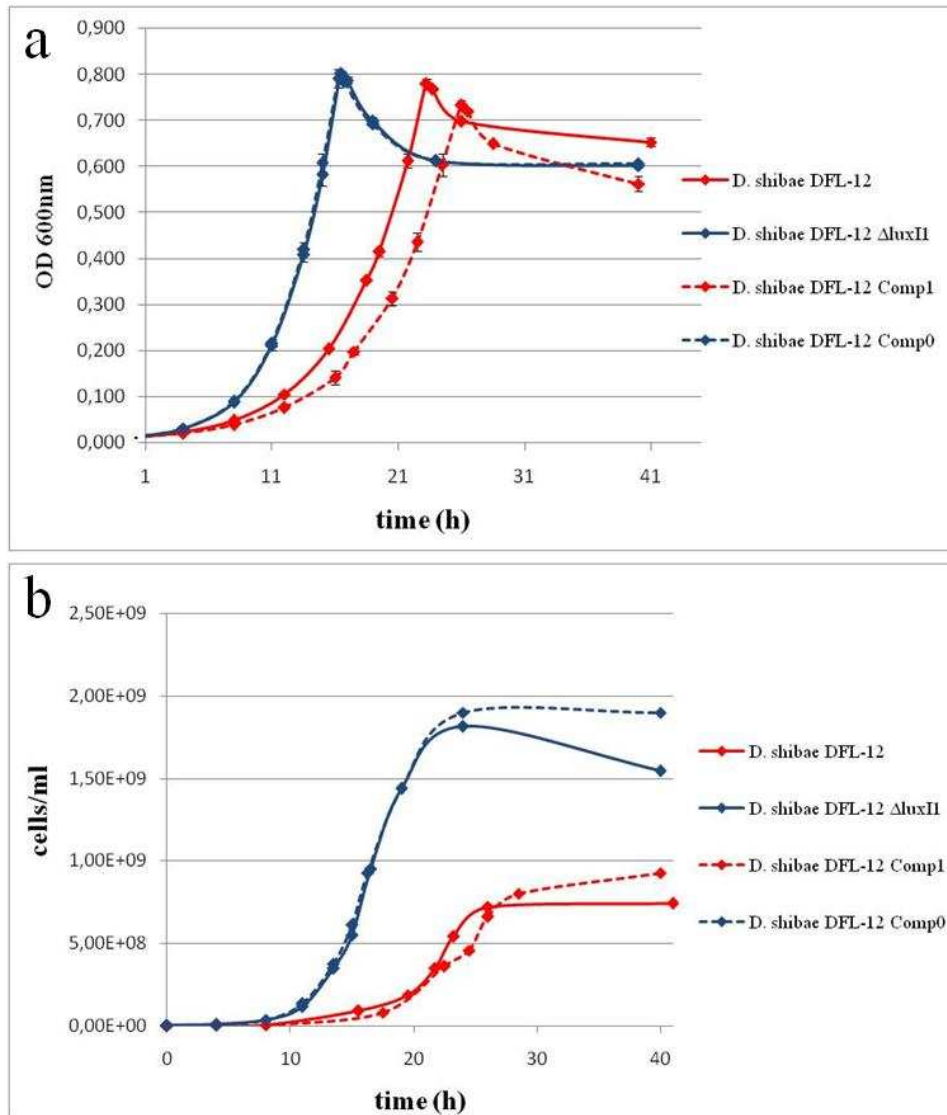 a
0,900
0,800
0,700
0,600
0,500
0,400
0,300
0,200
0,100
0,000
OD 600nm
1 11 21 31 41
time (h)
D. shibae DFL-12
D. shibae DFL-12 ΔluxI1
D. shibae DFL-12 Comp1
D. shibae DFL-12 Comp0
b
2,50E+09
2,00E+09
1,50E+09
1,00E+09
5,00E+08
0,00E+00
cells/ml
0 10 20 30 40
time (h)
D. shibae DFL-12
D. shibae DFL-12 ΔluxI1
D. shibae DFL-12 Comp1
D. shibae DFL-12 Comp0